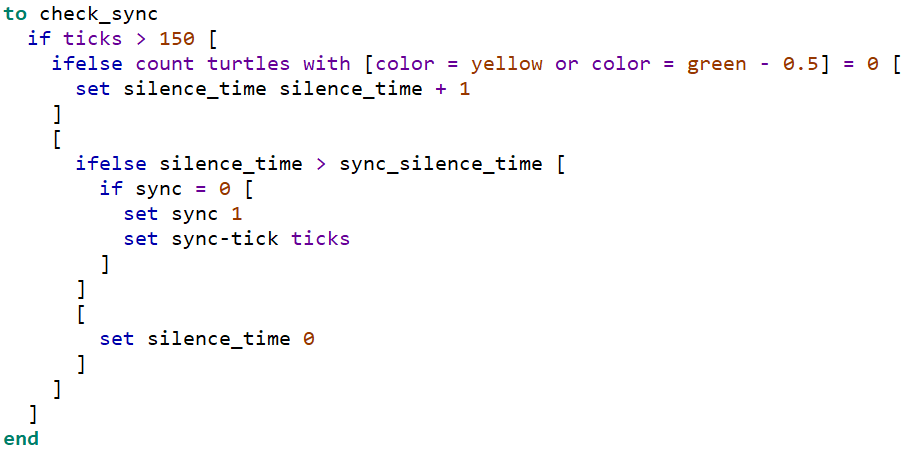 to check_sync
  if ticks > 150 [
    ifelse count turtles with [color = yellow or color = green - 0.5] = 0 [
      set silence_time silence_time + 1
    ]
    [
      ifelse silence_time > sync_silence_time [
        if sync = 0 [
          set sync 1
          set sync-tick ticks
        ]
      ]
      [
        set silence_time 0
      ]
    ]
  ]
end